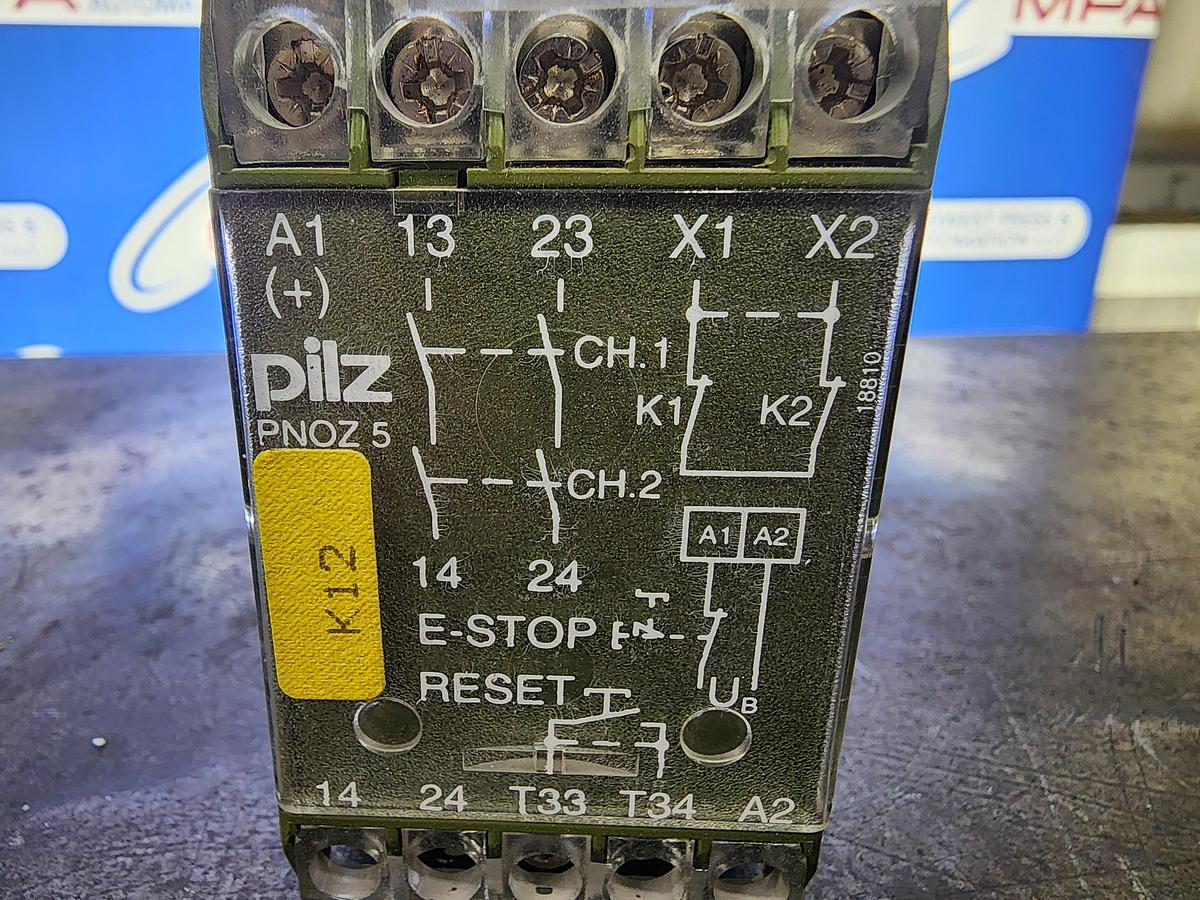 MPA
A1 13 23 X1 X2
(+)
pilz
PNOZ 5
CH.1
K1 K2
18810
CH.2
A1 A2
14 24
K12
E-STOP
RESET
UB
14 24 T33 T34 A2